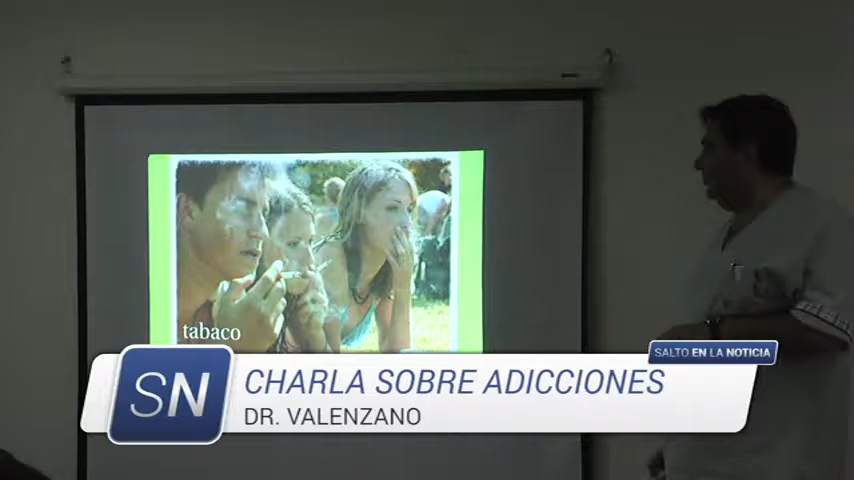 tabaco
SALTO EN LA NOTICIA
SN
CHARLA SOBRE ADICCIONES
DR. VALENZANO